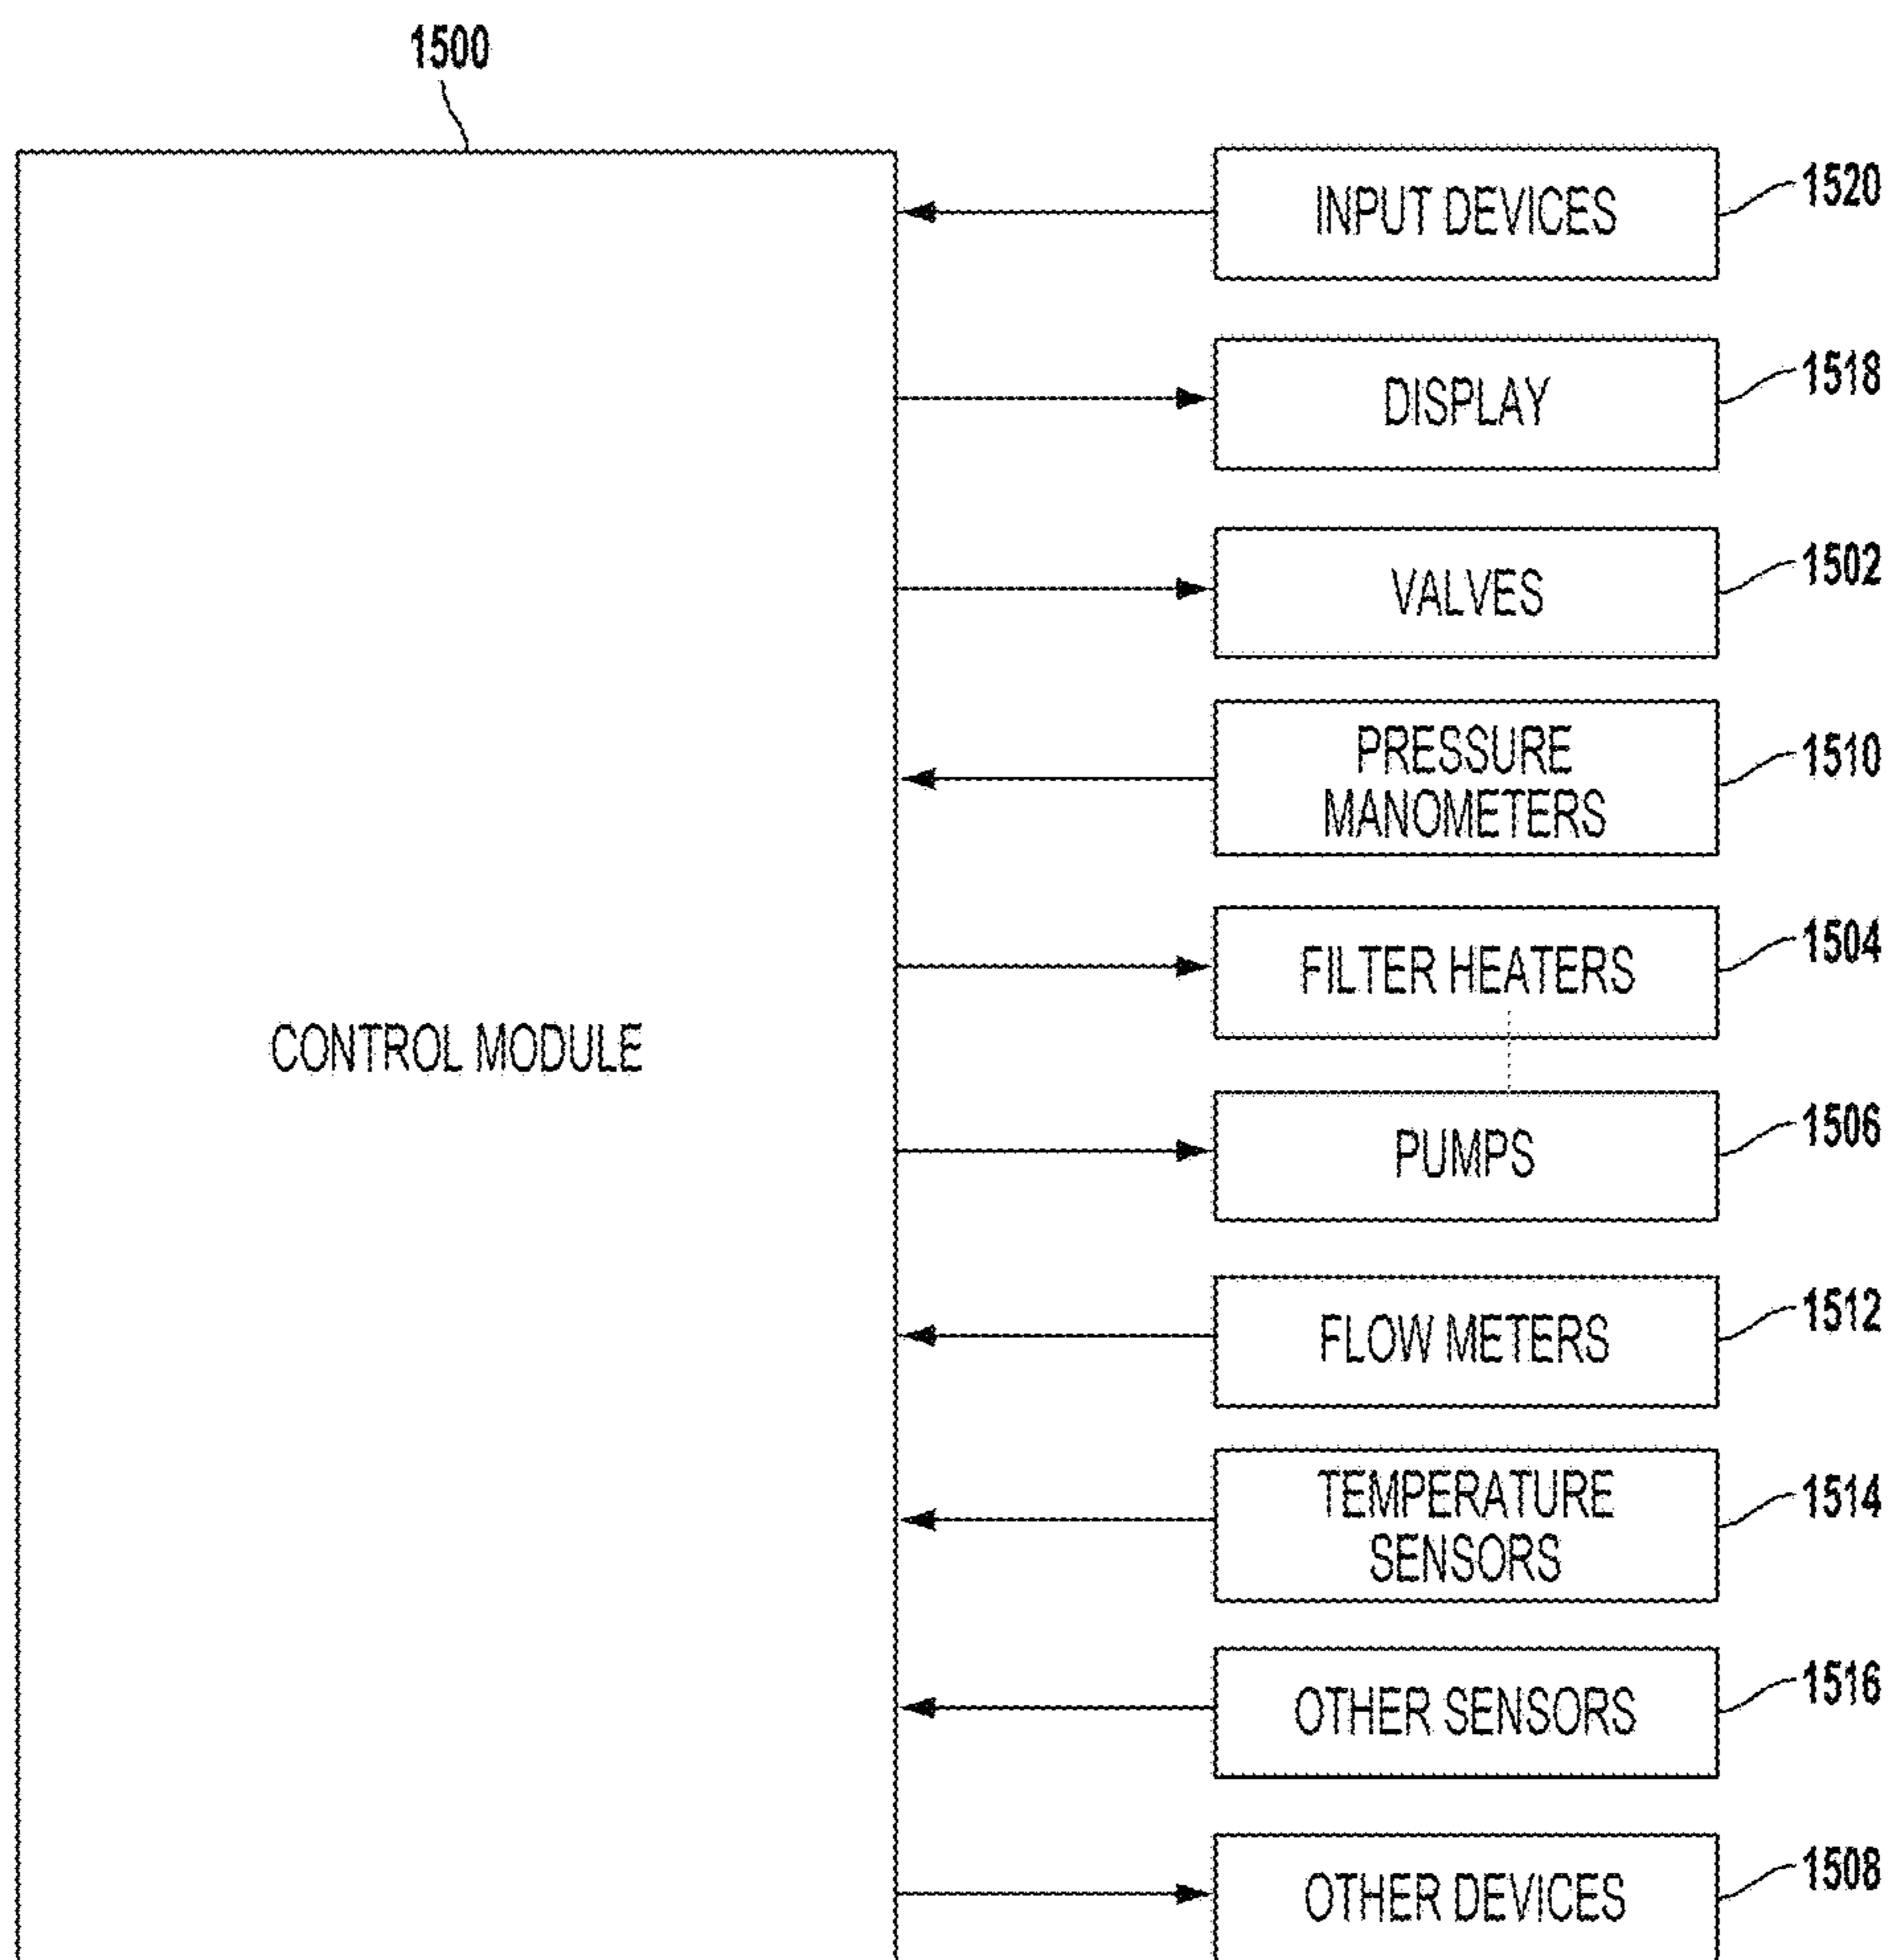 1500
INPUT DEVICES
1520
DISPLAY
1518
VALVES
1502
PRESSURE
MANOMETERS
1510
FILTER HEATERS
1504
CONTROL MODULE
PUMPS
1506
FLOW METERS
1512
TEMPERATURE
SENSORS
1514
OTHER SENSORS
1516
OTHER DEVICES
1508